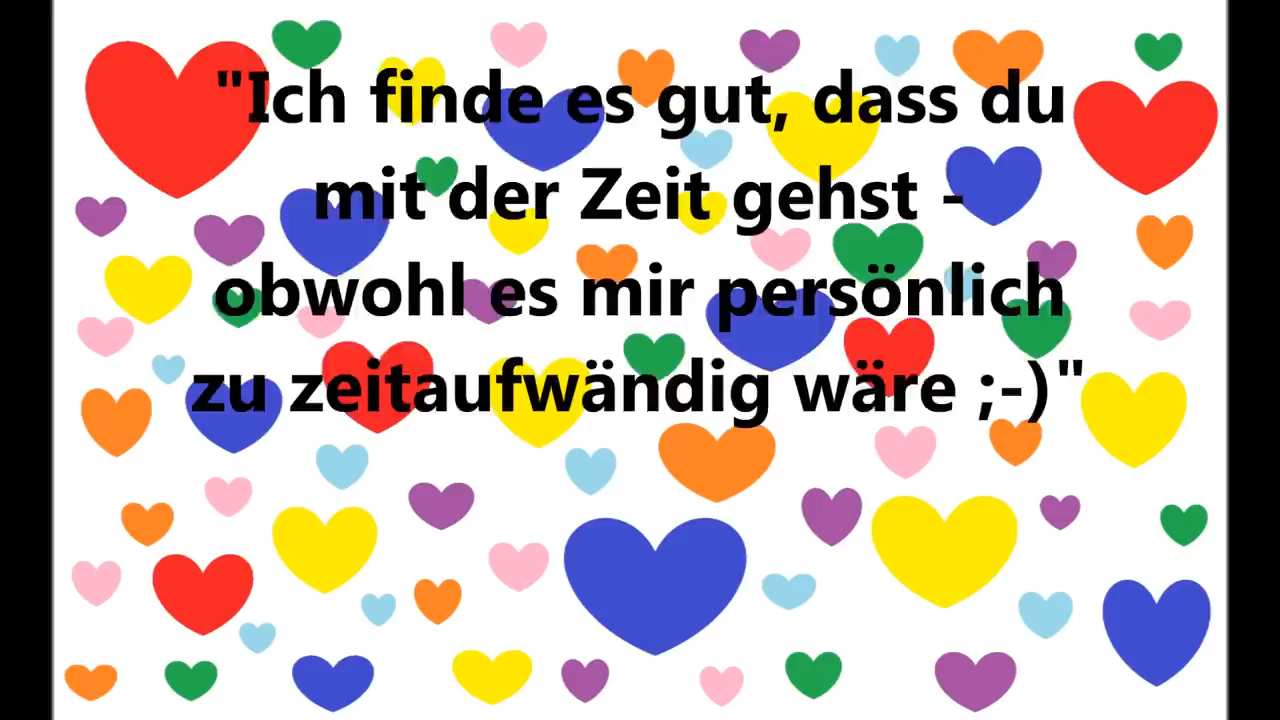 "Ich finde es gut, dass du
mit der Zeit gehst -
obwohl es mir persönlich
zu zeitaufwändig wäre ;-)"